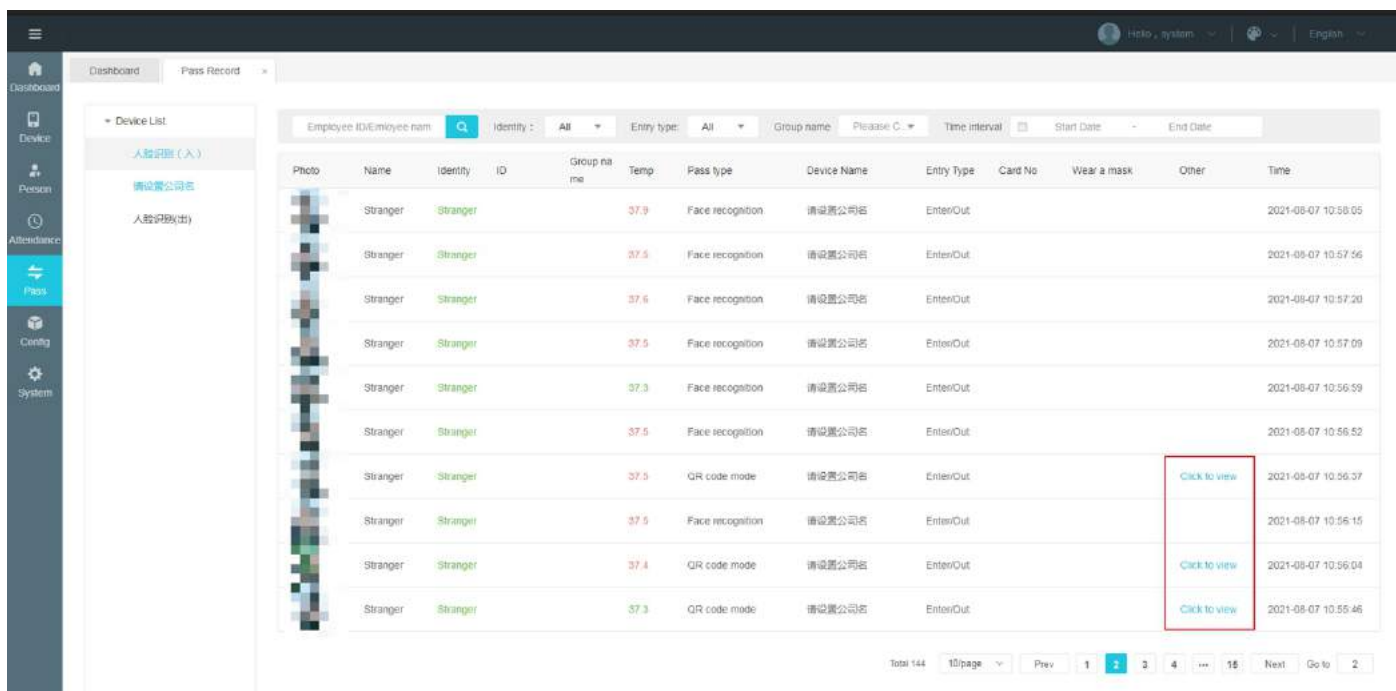 Hello , system
English
Dashboard
Pass Record
Dashboard
Device
Person
Attendance
Pass
Config
System
Device List
人脸识别（入）
请设置公司名
人脸识别(出)
Employee ID/Emloyee nam
Identity :
All
Entry type:
All
Group name
Pleaase C..
Time interval
Start Date
-
End Date
Photo Name Identity ID Group na me Temp Pass type Device Name Entry Type Card No Wear a mask Other Time
Stranger Stranger 37.9 Face recognition 请设置公司名 Enter/Out 2021-08-07 10:58:05
Stranger Stranger 37.5 Face recognition 请设置公司名 Enter/Out 2021-08-07 10:57:56
Stranger Stranger 37.6 Face recognition 请设置公司名 Enter/Out 2021-08-07 10:57:20
Stranger Stranger 37.5 Face recognition 请设置公司名 Enter/Out 2021-08-07 10:57:09
Stranger Stranger 37.3 Face recognition 请设置公司名 Enter/Out 2021-08-07 10:56:59
Stranger Stranger 37.5 Face recognition 请设置公司名 Enter/Out 2021-08-07 10:56:52
Stranger Stranger 37.5 QR code mode 请设置公司名 Enter/Out Click to view 2021-08-07 10:56:37
Stranger Stranger 37.5 Face recognition 请设置公司名 Enter/Out 2021-08-07 10:56:15
Stranger Stranger 37.4 QR code mode 请设置公司名 Enter/Out Click to view 2021-08-07 10:56:04
Stranger Stranger 37.3 QR code mode 请设置公司名 Enter/Out Click to view 2021-08-07 10:55:46
Total 144 10/page Prev 1 2 3 4 ... 15 Next Go to 2